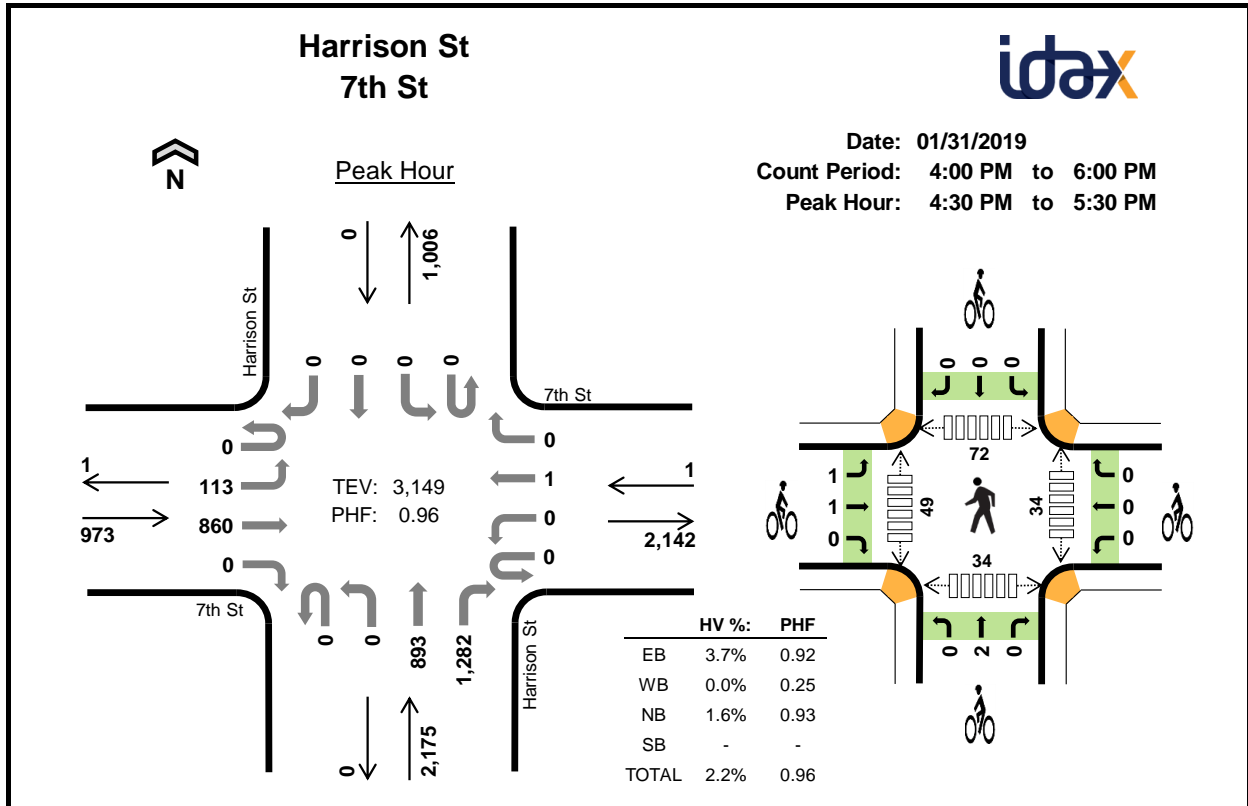 Harrison St
7th St
idax
N
Peak Hour
Date: 01/31/2019
Count Period: 4:00 PM to 6:00 PM
Peak Hour: 4:30 PM to 5:30 PM
0
1,006
Harrison St
0 0 0 0
7th St
0
113
860
0
1
973
TEV: 3,149
PHF: 0.96
0
1
0
0
1
2,142
7th St
0 0 893 1,282
Harrison St
0
2,175
HV %: PHF
EB 3.7% 0.92
WB 0.0% 0.25
NB 1.6% 0.93
SB - -
TOTAL 2.2% 0.96
0 0 0
72
1
1
0
49
34
0
0
0
34
0 2 0